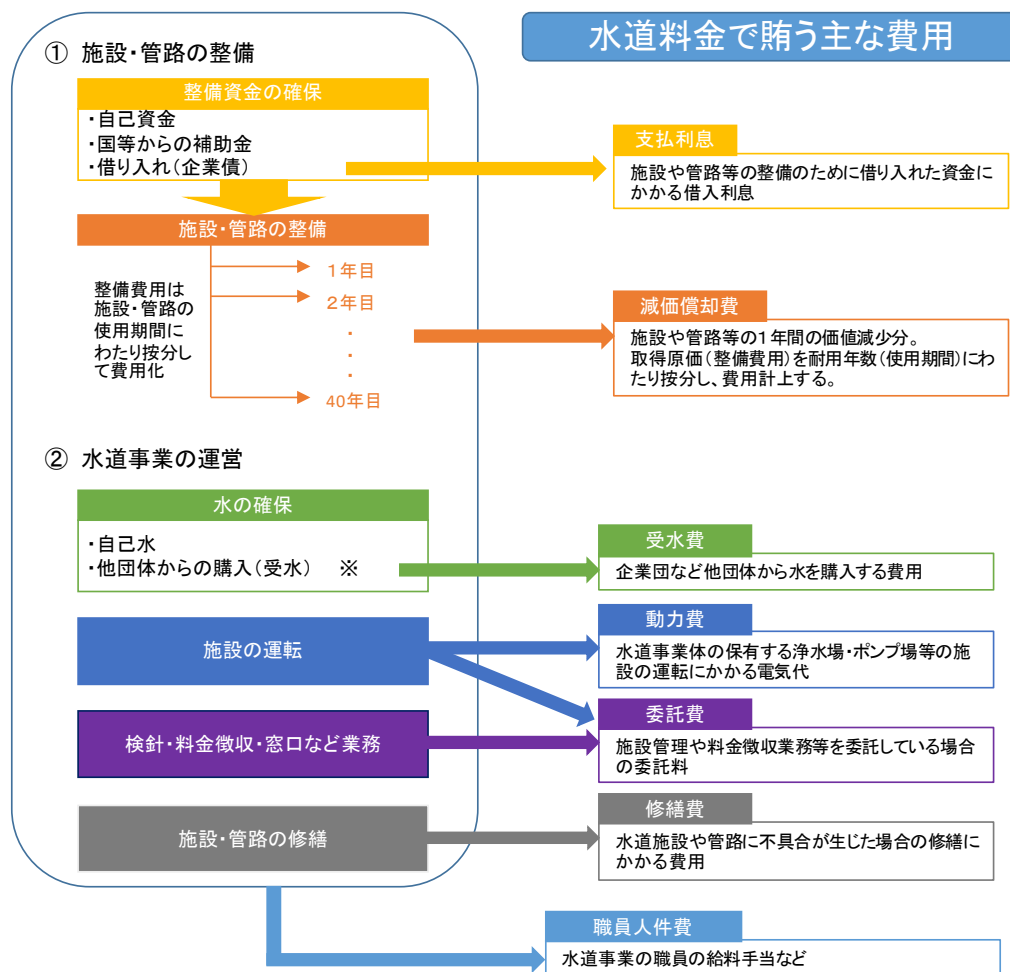 水道料金で賄う主な費用
① 施設・管路の整備
整備資金の確保
・自己資金
・国等からの補助金
・借り入れ(企業債)
支払利息
施設や管路等の整備のために借り入れた資金に
かかる借入利息
施設・管路の整備
整備費用は
施設・管路の
使用期間に
わたり按分し
て費用化
1年目
2年目
・
・
・
40年目
減価償却費
施設や管路等の1年間の価値減少分。
取得原価(整備費用)を耐用年数(使用期間)にわ
たり按分し、費用計上する。
② 水道事業の運営
水の確保
・自己水
・他団体からの購入(受水) ※
受水費
企業団など他団体から水を購入する費用
施設の運転
動力費
水道事業体の保有する浄水場・ポンプ場等の施
設の運転にかかる電気代
検針・料金徴収・窓口など業務
委託費
施設管理や料金徴収業務等を委託している場合
の委託料
施設・管路の修繕
修繕費
水道施設や管路に不具合が生じた場合の修繕に
かかる費用
職員人件費
水道事業の職員の給料手当など